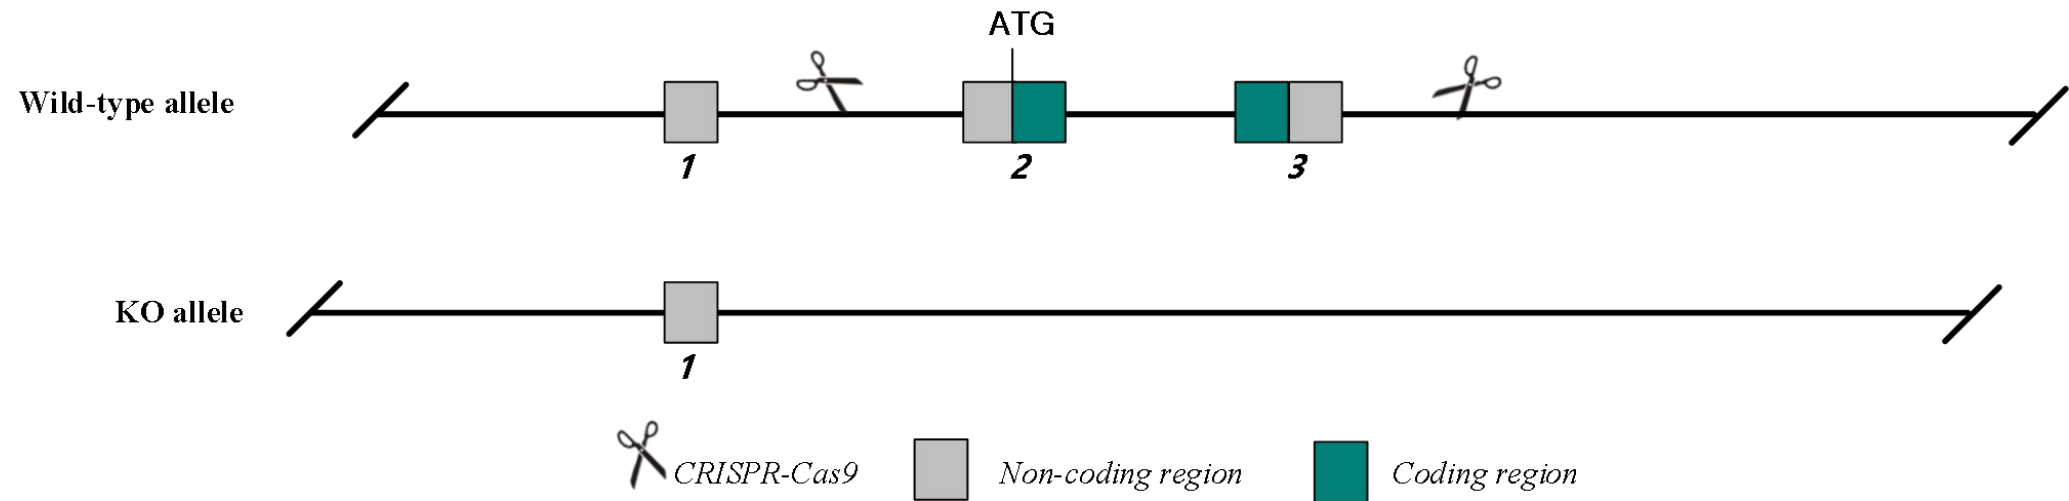 ATG
Wild-type allele
1 2 3
KO allele
1
CRISPR-Cas9 Non-coding region Coding region